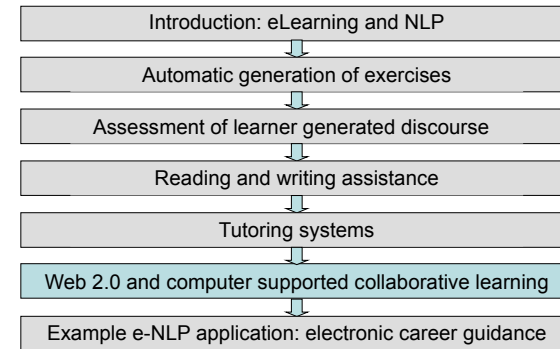 Introduction: eLearning and NLP
Automatic generation of exercises
Assessment of learner generated discourse
Reading and writing assistance
Tutoring systems
Web 2.0 and computer supported collaborative learning
Example e-NLP application: electronic career guidance